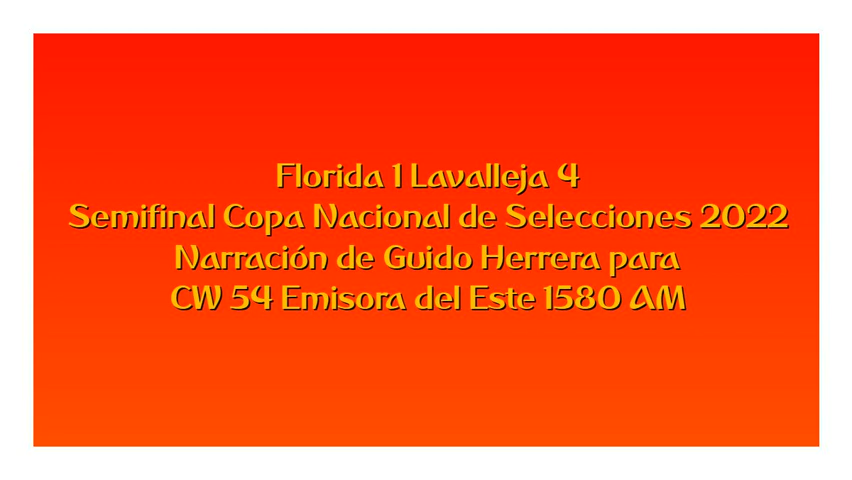 Florida 1 Lavalleja 4
Semifinal Copa Nacional de Selecciones 2022
Narración de Guido Herrera para
CW 54 Emisora del Este 1580 AM